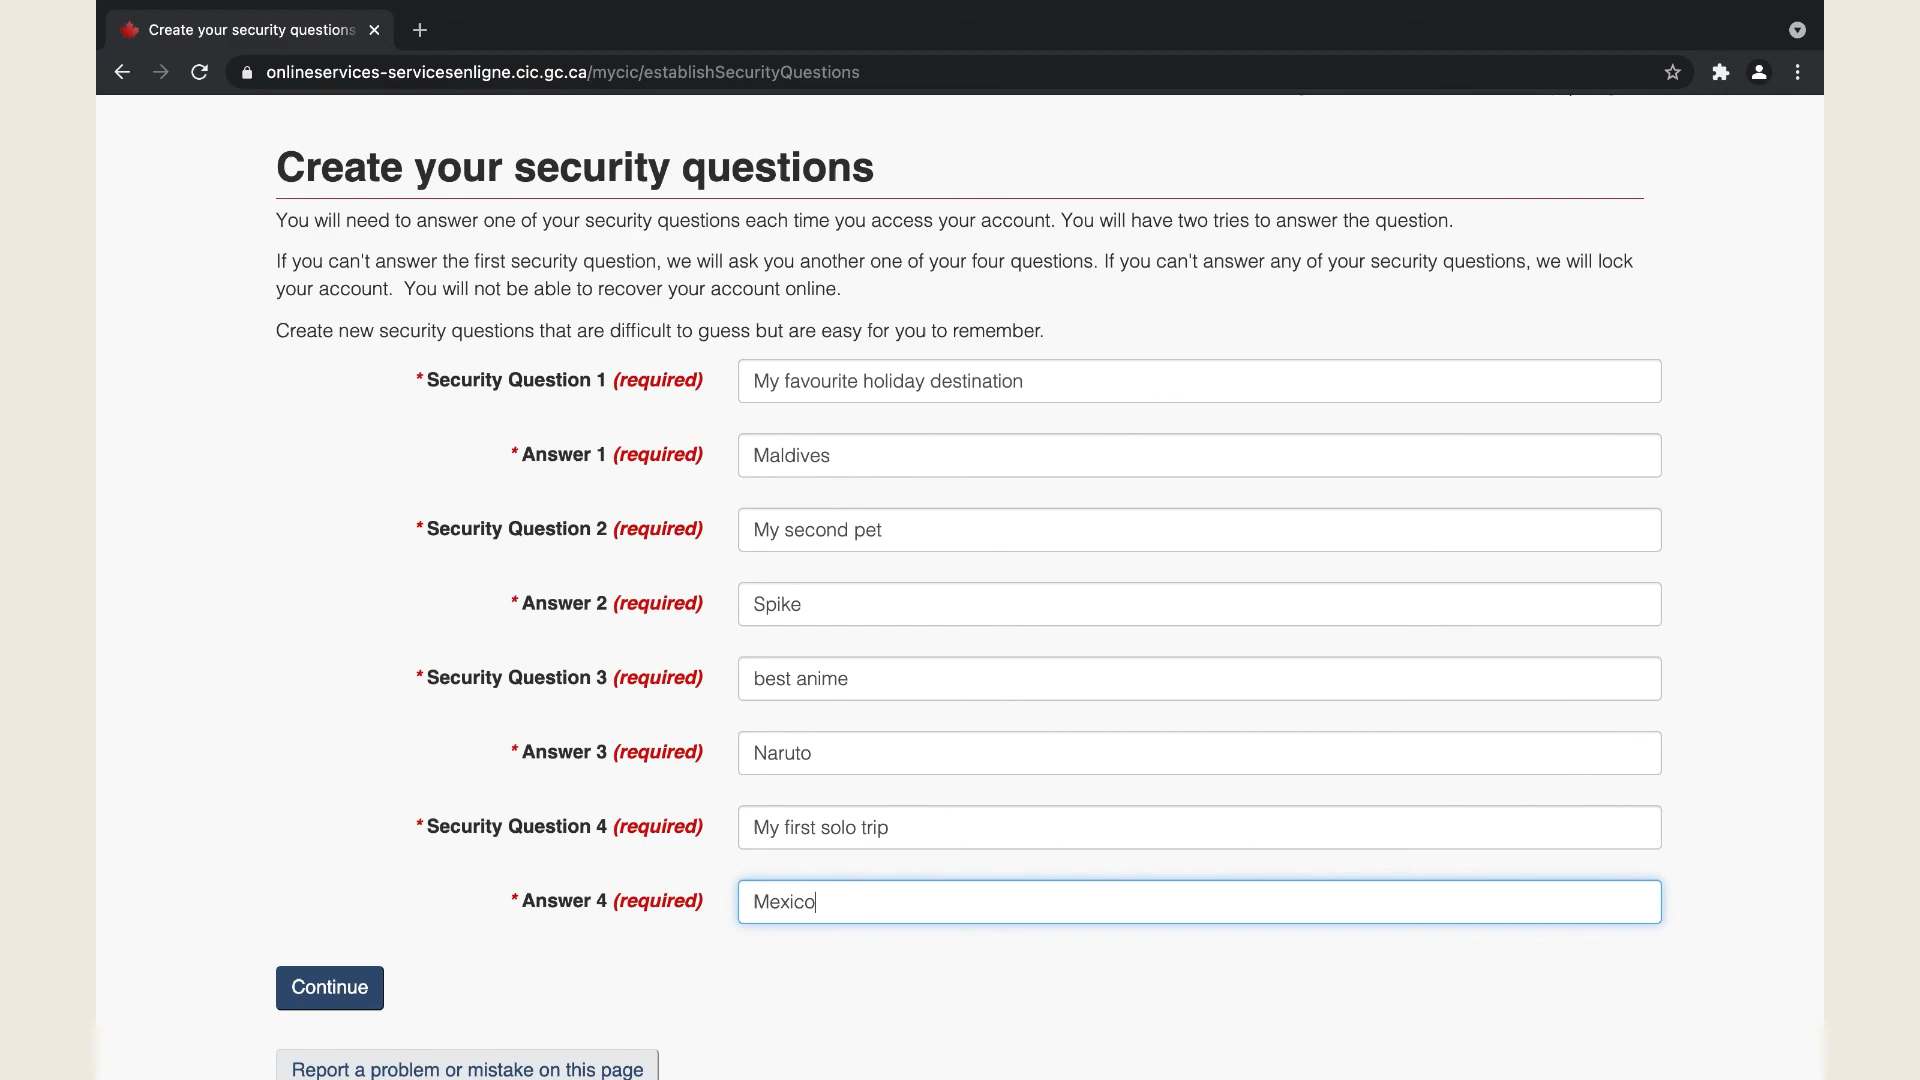 Create your security questions
onlineservices-servicesenligne.cic.gc.ca/mycic/establishSecurityQuestions
Create your security questions
You will need to answer one of your security questions each time you access your account. You will have two tries to answer the question.
If you can't answer the first security question, we will ask you another one of your four questions. If you can't answer any of your security questions, we will lock
your account. You will not be able to recover your account online.
Create new security questions that are difficult to guess but are easy for you to remember.
* Security Question 1 (required) My favourite holiday destination
* Answer 1 (required) Maldives
* Security Question 2 (required) My second pet
* Answer 2 (required) Spike
* Security Question 3 (required) best anime
* Answer 3 (required) Naruto
* Security Question 4 (required) My first solo trip
* Answer 4 (required) Mexico
Continue
Report a problem or mistake on this page